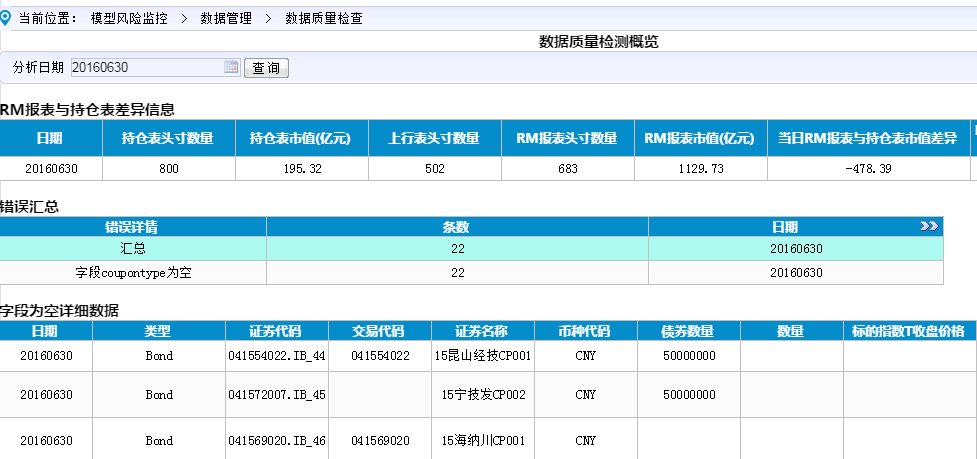 当前位置： 模型风险监控 > 数据管理 > 数据质量检查
数据质量检测概览
分析日期 20160630 查询
RM报表与持仓表差异信息
日期 持仓表头寸数量 持仓表市值(亿元) 上行表头寸数量 RM报表头寸数量 RM报表市值(亿元) 当日RM报表与持仓表市值差异
20160630 800 195.32 502 683 1129.73 -478.39
错误汇总
错误详情 条数 日期 >>
汇总 22 20160630
字段coupontype为空 22 20160630
字段为空详细数据
日期 类型 证券代码 交易代码 证券名称 币种代码 债券数量 数量 标的指数T收盘价格
20160630 Bond 041554022.IB_44 041554022 15昆山经技CP001 CNY 50000000
20160630 Bond 041572007.IB_45 15宁技发CP002 CNY 50000000
20160630 Bond 041569020.IB_46 041569020 15海纳川CP001 CNY